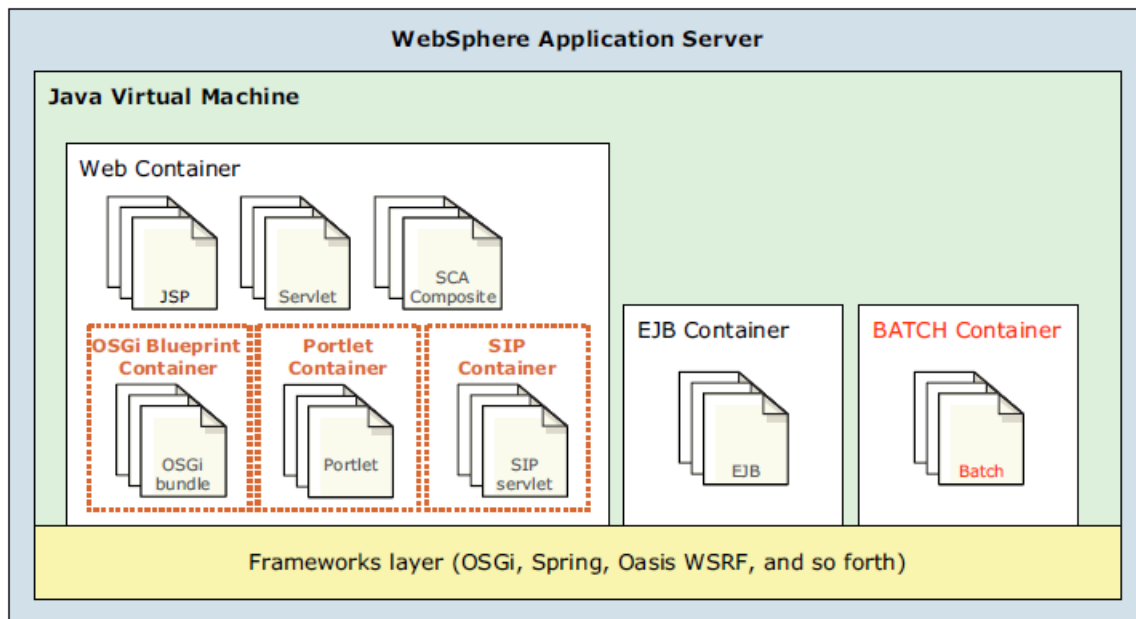 WebSphere Application Server
Java Virtual Machine
Web Container
JSP
Servlet
SCA
Composite
OSGi Blueprint
Container
OSGi
bundle
Portlet
Container
Portlet
SIP
Container
SIP
servlet
EJB Container
EJB
BATCH Container
Batch
Frameworks layer (OSGi, Spring, Oasis WSRF, and so forth)